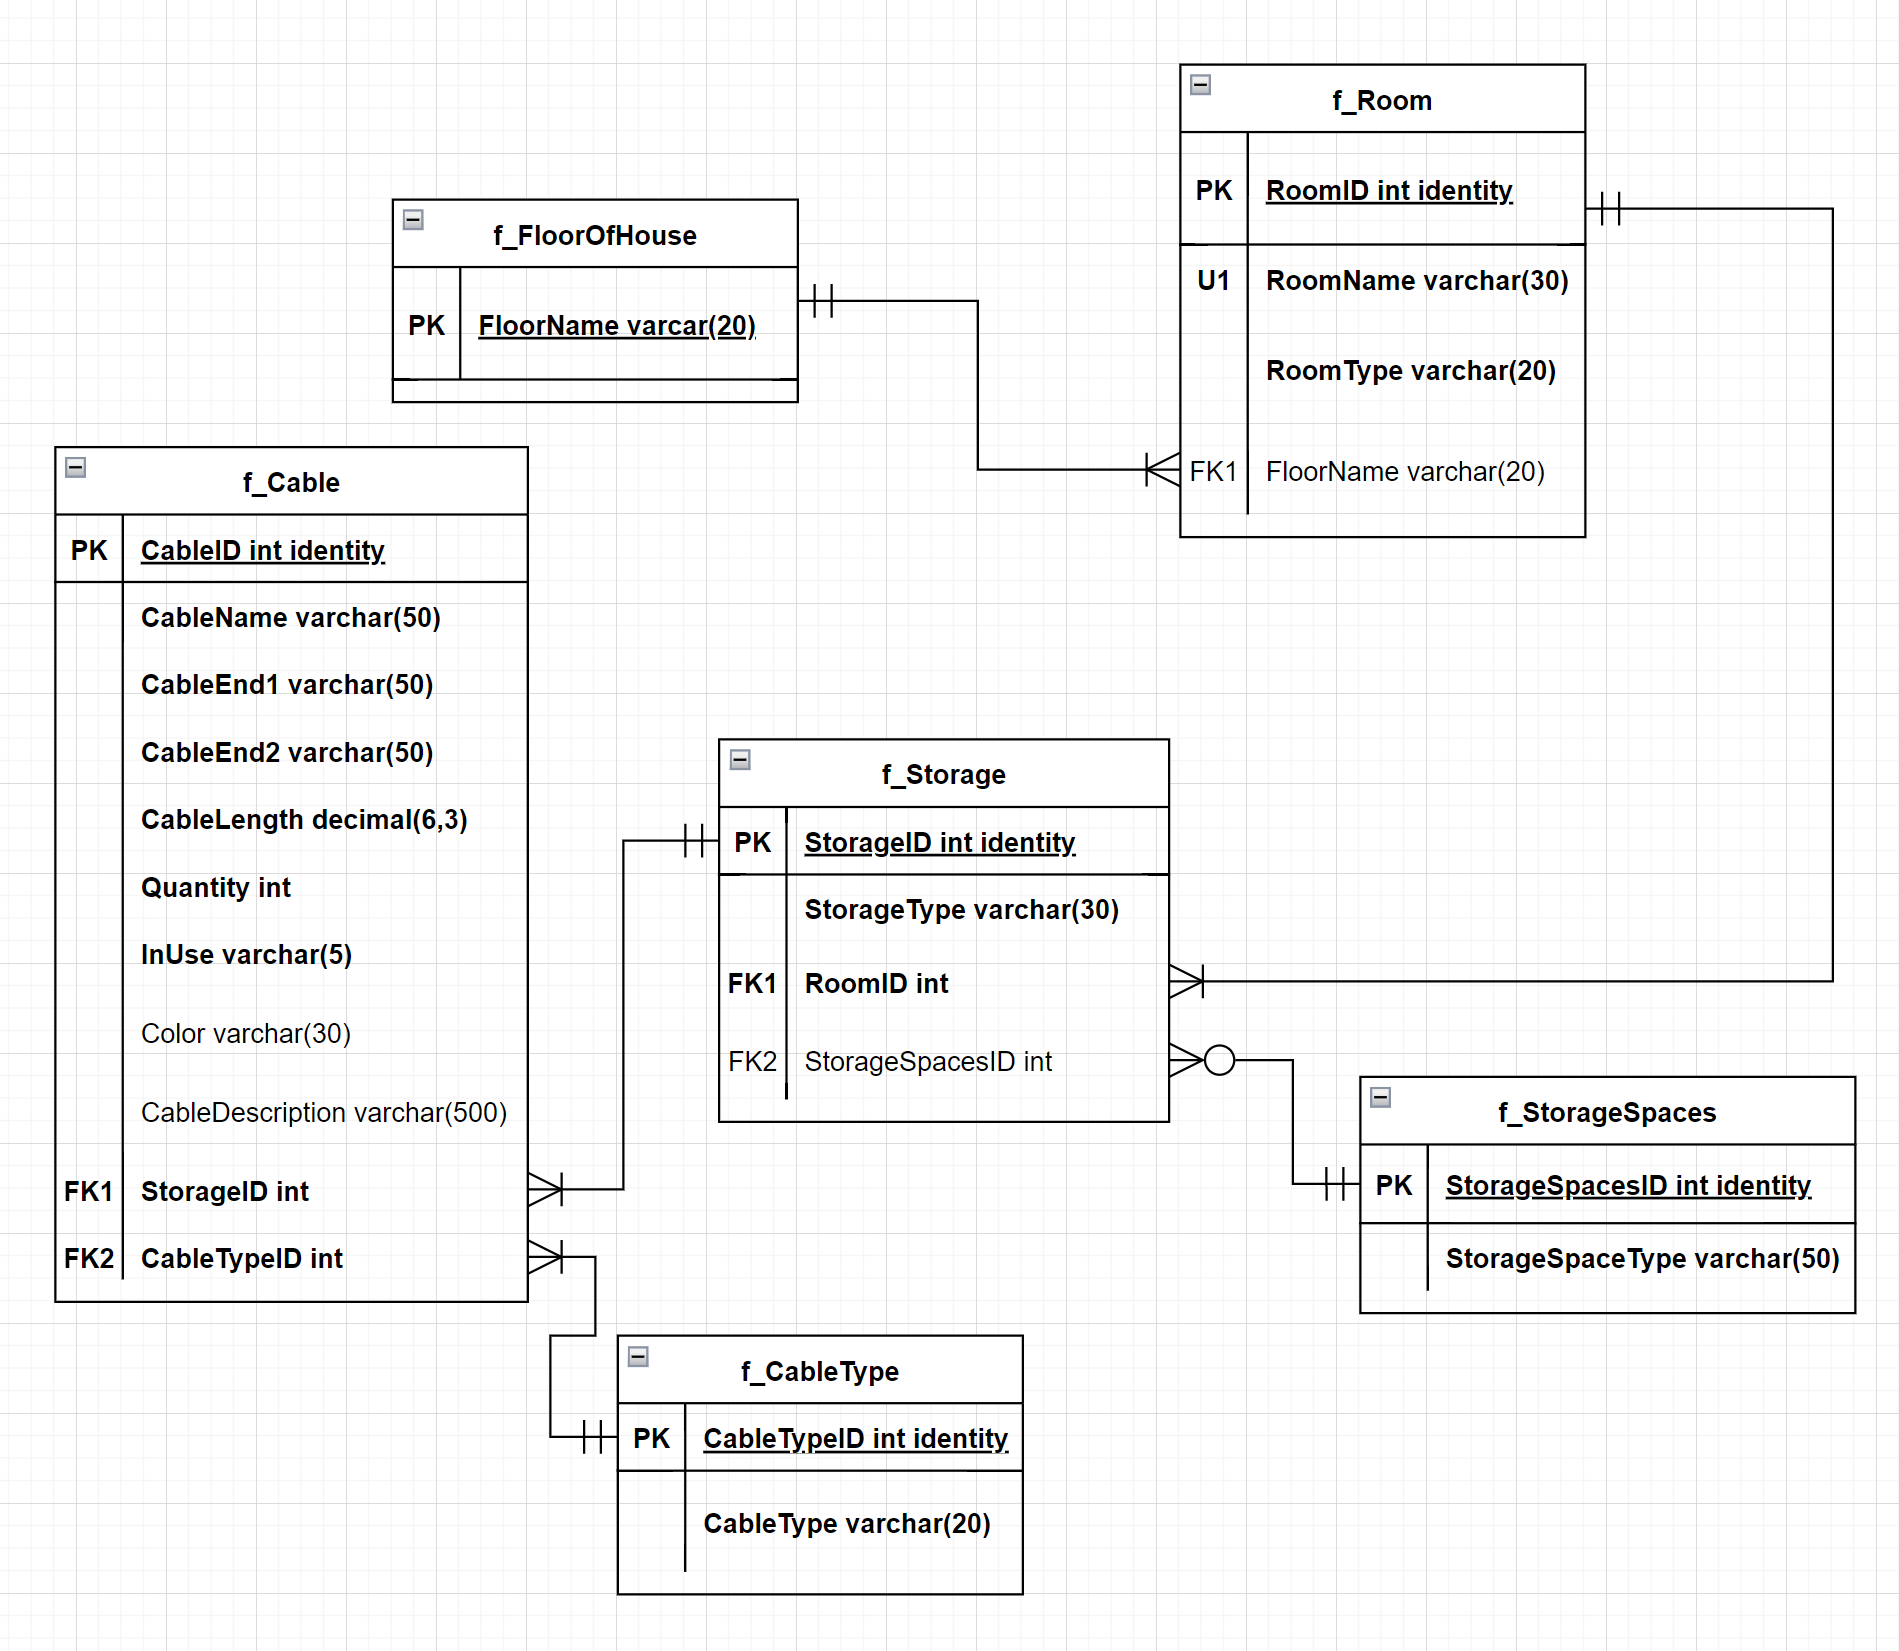 f_Room
PK RoomID int identity
U1 RoomName varchar(30)
RoomType varchar(20)
FK1 FloorName varchar(20)
f_FloorOfHouse
PK FloorName varcar(20)
f_Cable
PK CableID int identity
CableName varchar(50)
CableEnd1 varchar(50)
CableEnd2 varchar(50)
CableLength decimal(6,3)
Quantity int
InUse varchar(5)
Color varchar(30)
CableDescription varchar(500)
FK1 StorageID int
FK2 CableTypeID int
f_Storage
PK StorageID int identity
StorageType varchar(30)
FK1 RoomID int
FK2 StorageSpacesID int
f_StorageSpaces
PK StorageSpacesID int identity
StorageSpaceType varchar(50)
f_CableType
PK CableTypeID int identity
CableType varchar(20)